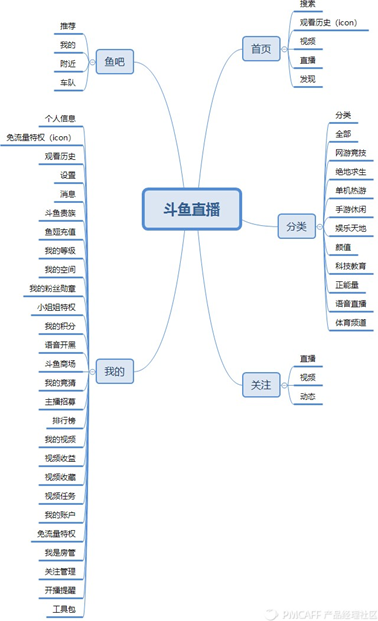 斗鱼直播
首页
搜索
观看历史（icon）
视频
直播
发现
分类
分类
全部
网游竞技
绝地求生
单机热游
手游休闲
娱乐天地
颜值
科技教育
正能量
语音直播
体育频道
关注
直播
视频
动态
鱼吧
推荐
我的
附近
车队
我的
个人信息
免流量特权（icon）
观看历史
设置
消息
斗鱼贵族
鱼翅充值
我的等级
我的空间
我的粉丝勋章
小姐姐特权
我的积分
语音开黑
斗鱼商场
我的竞猜
主播招募
排行榜
我的视频
视频收益
视频收藏
视频任务
我的账户
免流量特权
我是房管
关注管理
开播提醒
工具包
PMCAFF 产品经理社区